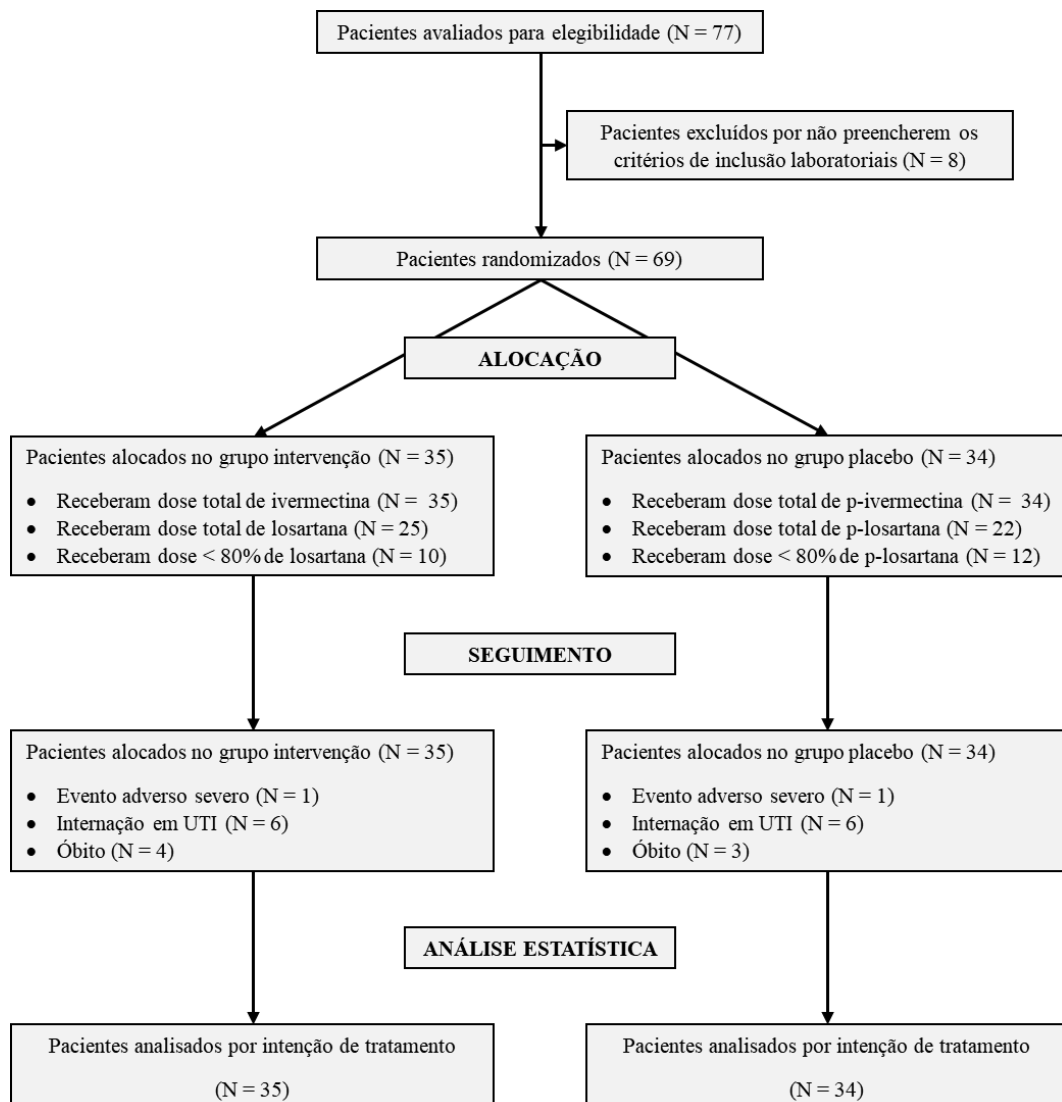 Pacientes avaliados para elegibilidade (N = 77)
Pacientes excluídos por não preencherem os
critérios de inclusão laboratoriais (N = 8)
Pacientes randomizados (N = 69)
ALOCAÇÃO
Pacientes alocados no grupo intervenção (N = 35)
• Receberam dose total de ivermectina (N = 35)
• Receberam dose total de losartana (N = 25)
• Receberam dose < 80% de losartana (N = 10)
Pacientes alocados no grupo placebo (N = 34)
• Receberam dose total de p-ivermectina (N = 34)
• Receberam dose total de p-losartana (N = 22)
• Receberam dose < 80% de p-losartana (N = 12)
SEGUIMENTO
Pacientes alocados no grupo intervenção (N = 35)
• Evento adverso severo (N = 1)
• Internação em UTI (N = 6)
• Óbito (N = 4)
Pacientes alocados no grupo placebo (N = 34)
• Evento adverso severo (N = 1)
• Internação em UTI (N = 6)
• Óbito (N = 3)
ANÁLISE ESTATÍSTICA
Pacientes analisados por intenção de tratamento
(N = 35)
Pacientes analisados por intenção de tratamento
(N = 34)